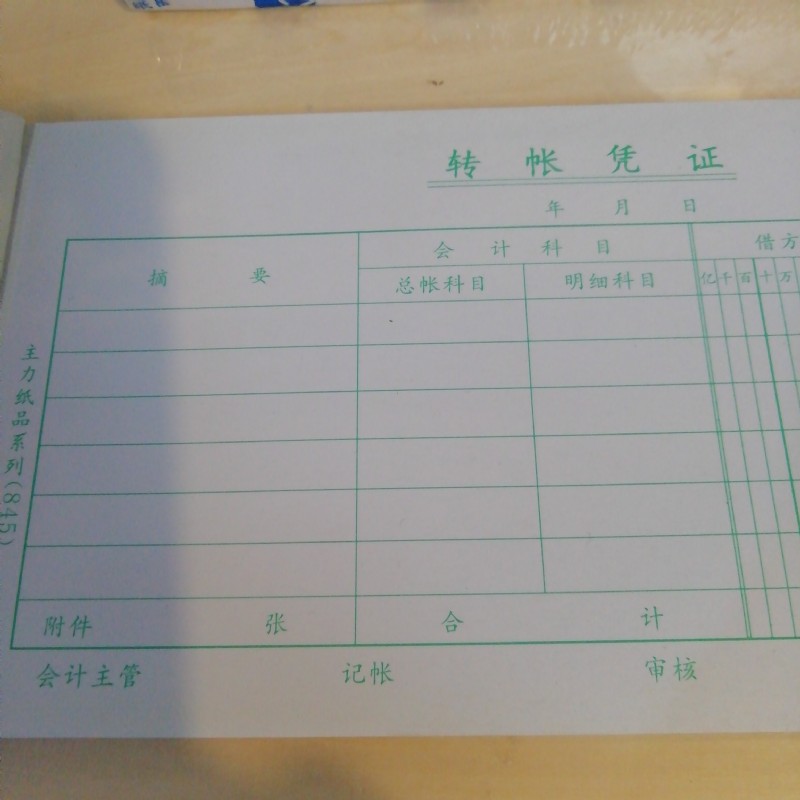 转帐凭证
年 月 日
摘要 会计科目 借方
总帐科目 明细科目 亿千百十万
附件 张 合计
会计主管 记帐 审核
主力纸品系列(845)